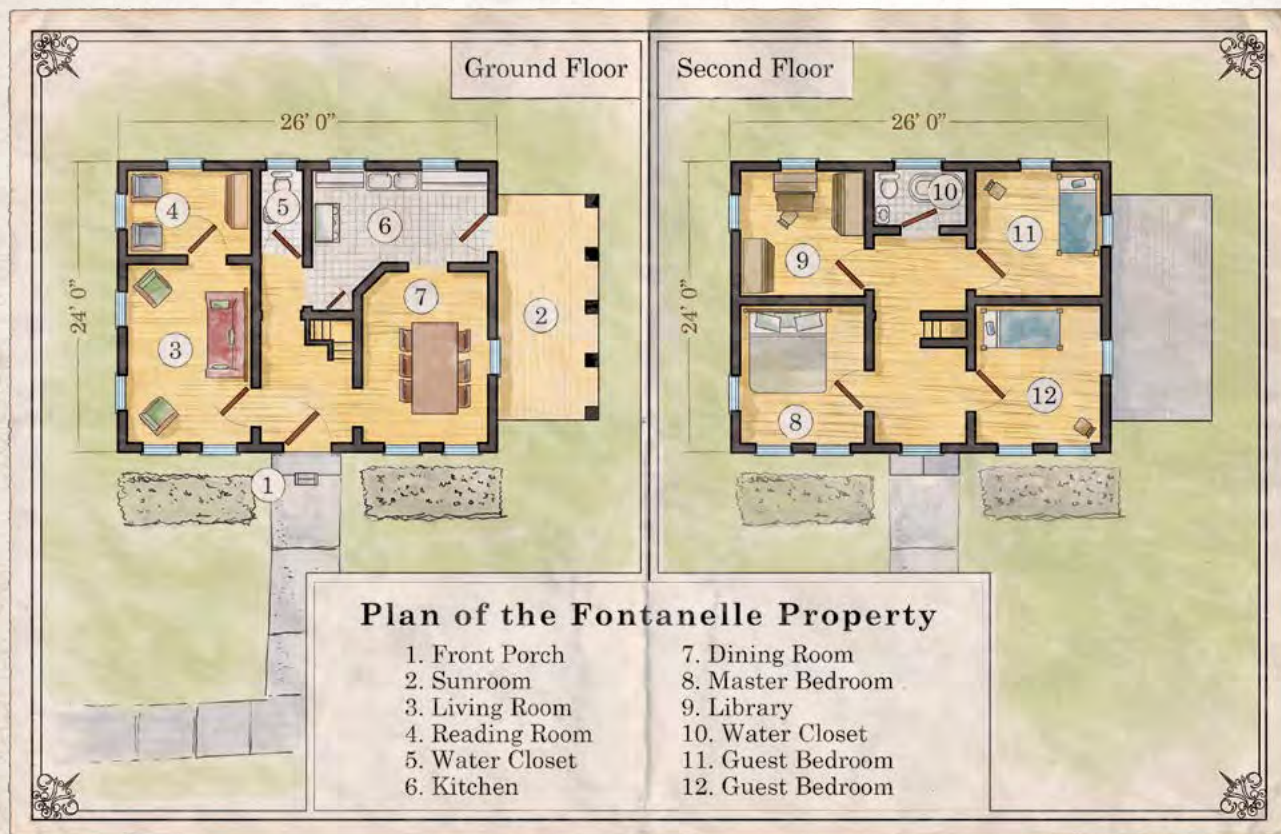 Ground Floor
Second Floor
26' 0"
26' 0"
24' 0"
24' 0"
4
5
6
7
3
2
1
10
9
11
8
12
Plan of the Fontanelle Property
1. Front Porch
2. Sunroom
3. Living Room
4. Reading Room
5. Water Closet
6. Kitchen
7. Dining Room
8. Master Bedroom
9. Library
10. Water Closet
11. Guest Bedroom
12. Guest Bedroom